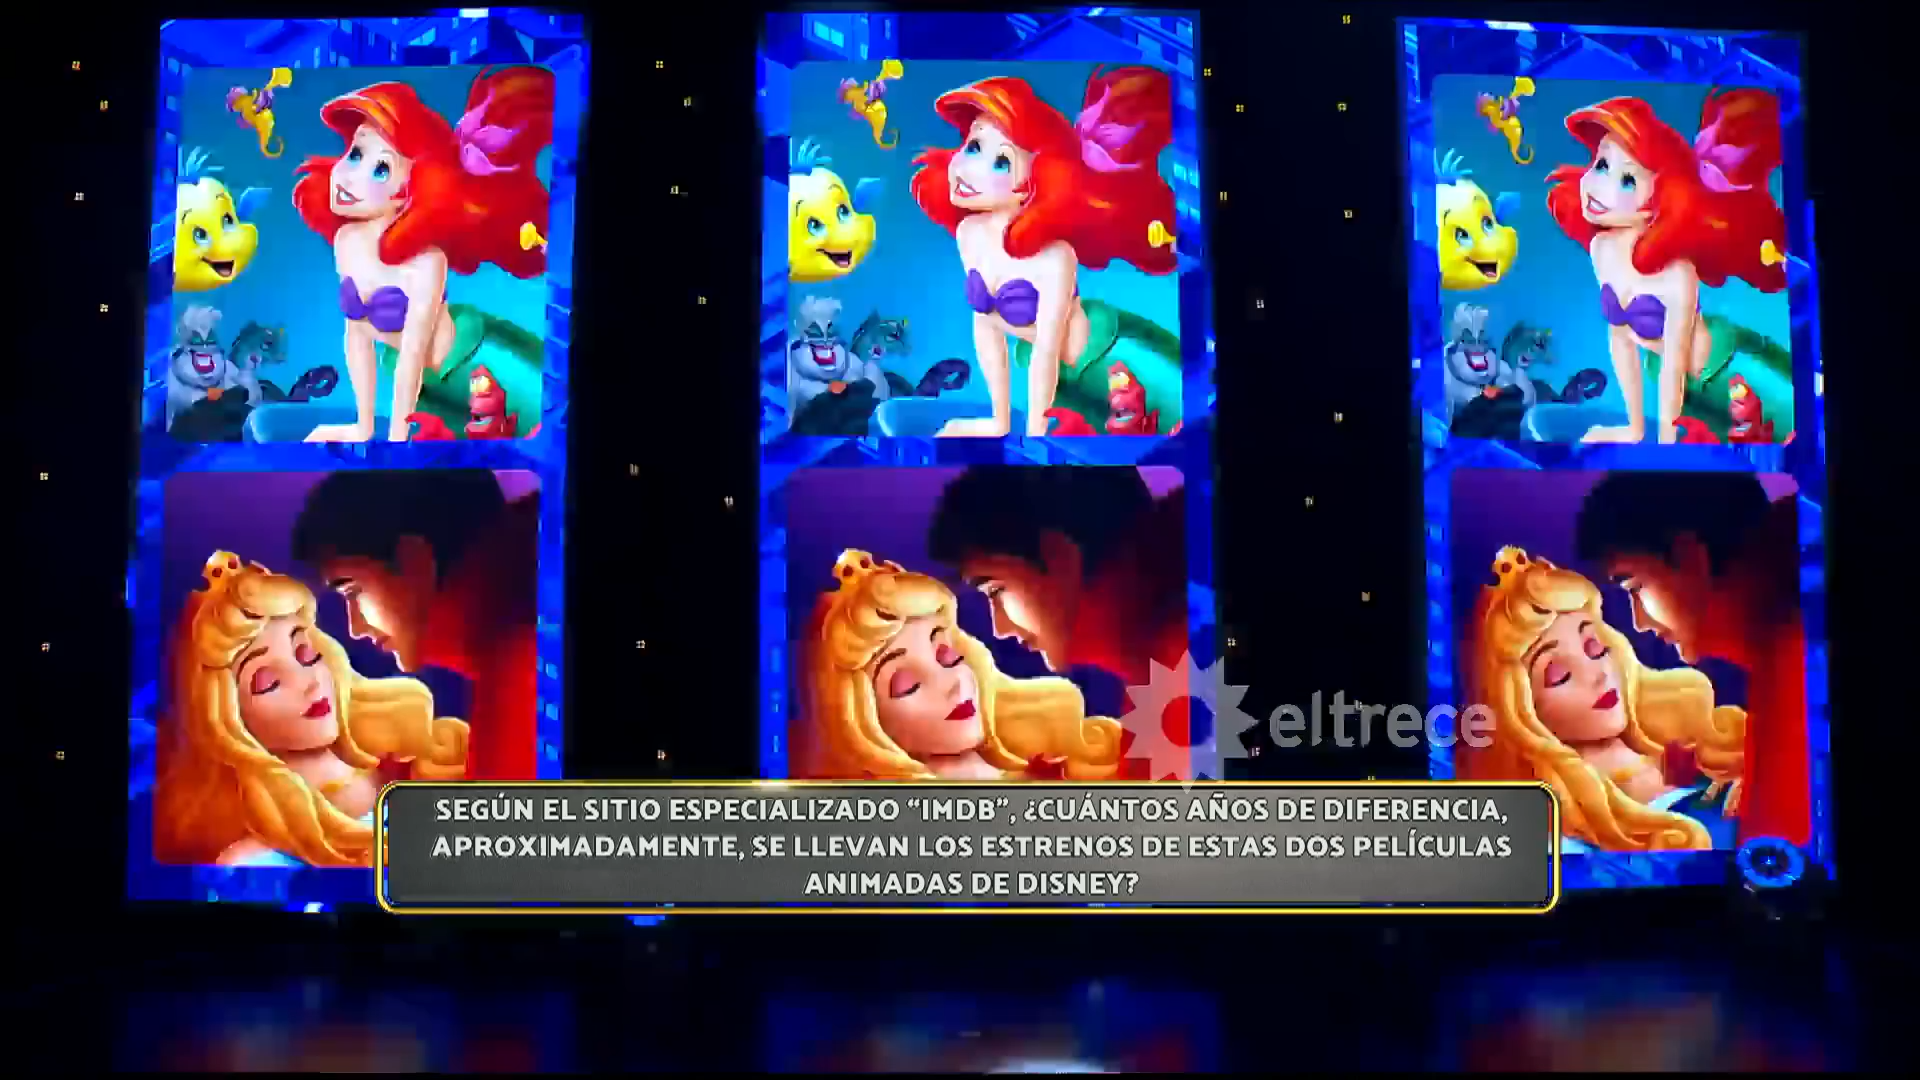 eltrece
SEGÚN EL SITIO ESPECIALIZADO “IMDB”, ¿CUÁNTOS AÑOS DE DIFERENCIA,
APROXIMADAMENTE, SE LLEVAN LOS ESTRENOS DE ESTAS DOS PELÍCULAS
ANIMADAS DE DISNEY?